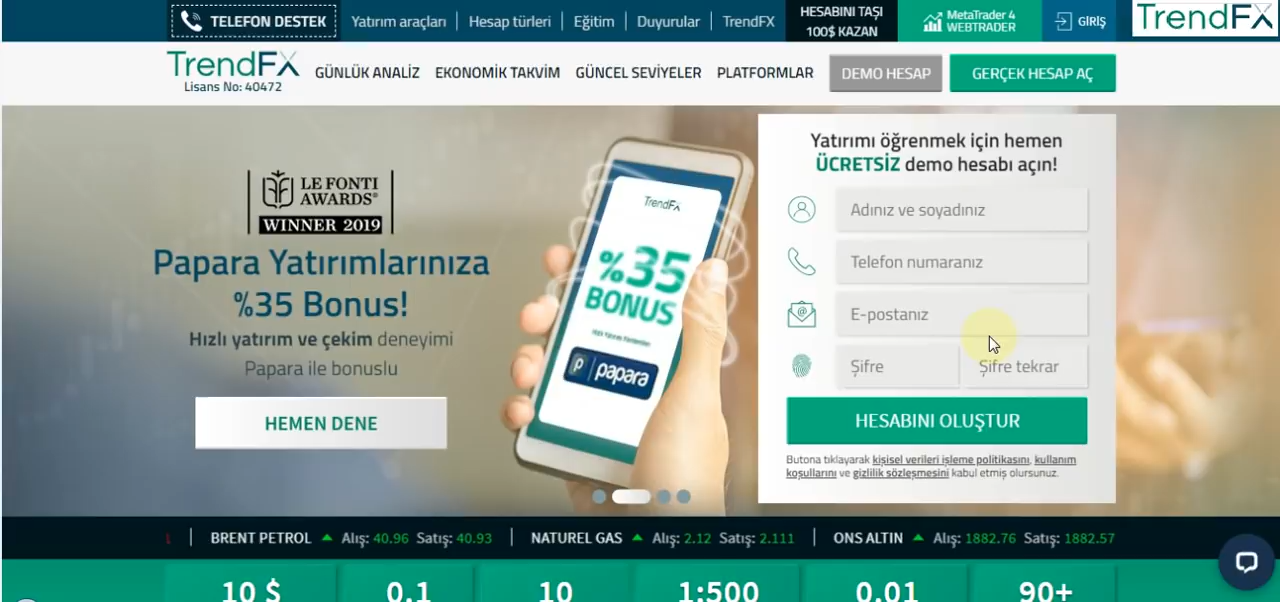 TELEFON DESTEK
Yatırım araçları
Hesap türleri
Eğitim
Duyurular
TrendFX
HESABINI TAŞI
100$ KAZAN
MetaTrader 4
WEBTRADER
GİRİŞ
TrendFX
TrendFX
Lisans No: 40472
GÜNLÜK ANALİZ
EKONOMİK TAKVİM
GÜNCEL SEVİYELER
PLATFORMLAR
DEMO HESAP
GERÇEK HESAP AÇ
LE FONTI
AWARDS®
WINNER 2019
Papara Yatırımlarınıza
%35 Bonus!
Hızlı yatırım ve çekim deneyimi
Papara ile bonuslu
HEMEN DENE
TrendFX
%35
BONUS
papara
Yatırımı öğrenmek için hemen
ÜCRETSİZ demo hesabı açın!
Adınız ve soyadınız
Telefon numaranız
E-postanız
Şifre
Şifre tekrar
HESABINI OLUŞTUR
Butona tıklayarak kişisel verileri işleme politikasını, kullanım
koşullarını ve gizlilik sözleşmesini kabul etmiş olursunuz.
BRENT PETROL Alış: 40.96 Satış: 40.93
NATUREL GAS Alış: 2.12 Satış: 2.111
ONS ALTIN Alış: 1882.76 Satış: 1882.57
10 $
0.1
10
1:500
0.01
90+